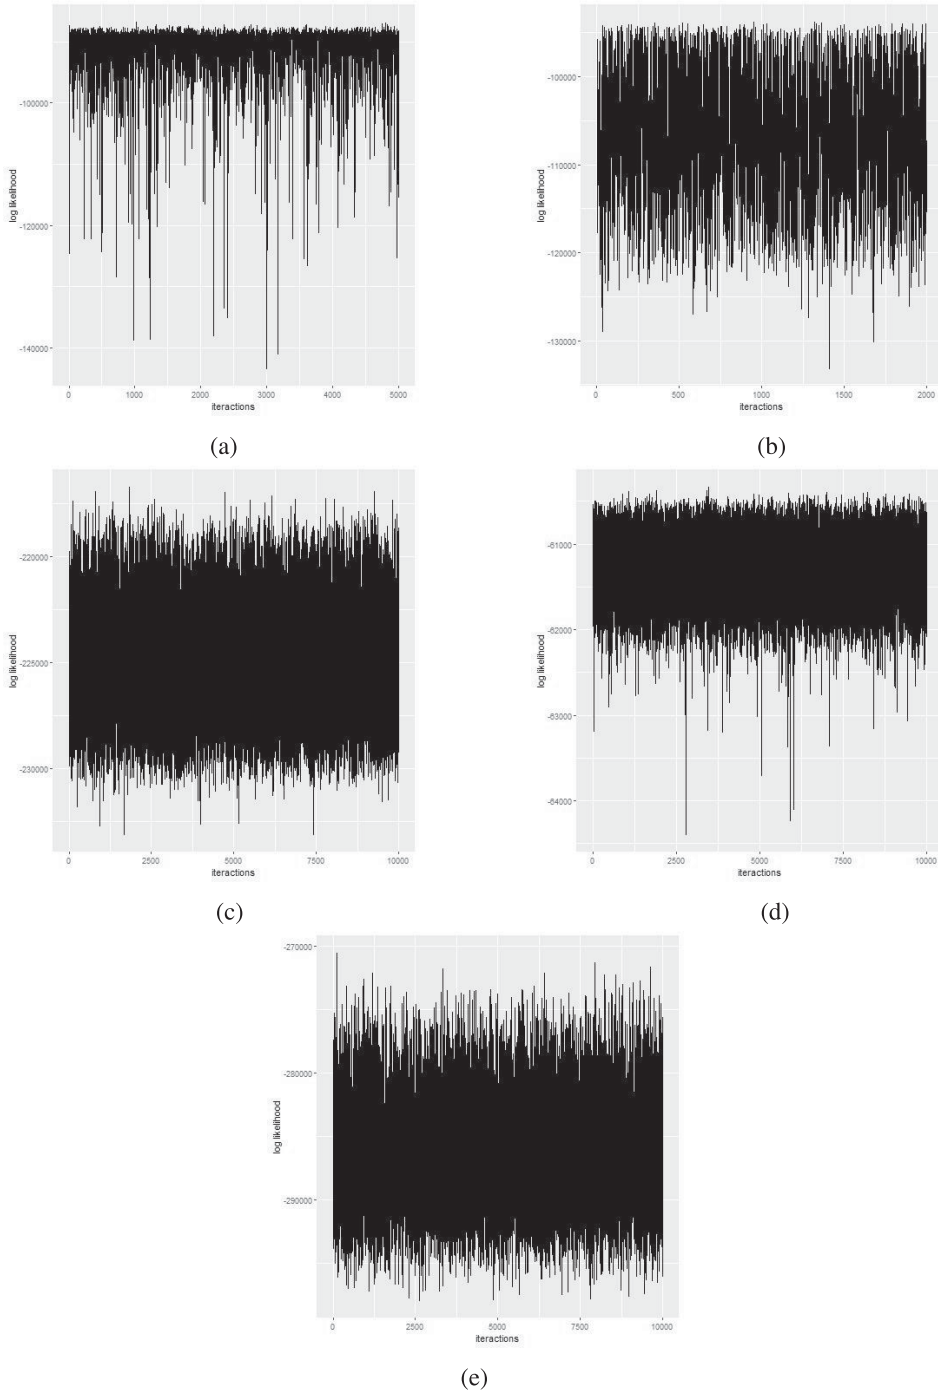 -100000
-120000
-140000
log likelihood
0 1000 2000 3000 4000 5000
iteractions
(a)
-100000
-110000
-120000
-130000
log likelihood
0 500 1000 1500 2000
iteractions
(b)
-220000
-225000
-230000
log likelihood
0 2500 5000 7500 10000
iteractions
(c)
-61000
-62000
-63000
-64000
log likelihood
0 2500 5000 7500 10000
iteractions
(d)
-270000
-280000
-290000
log likelihood
0 2500 5000 7500 10000
iteractions
(e)